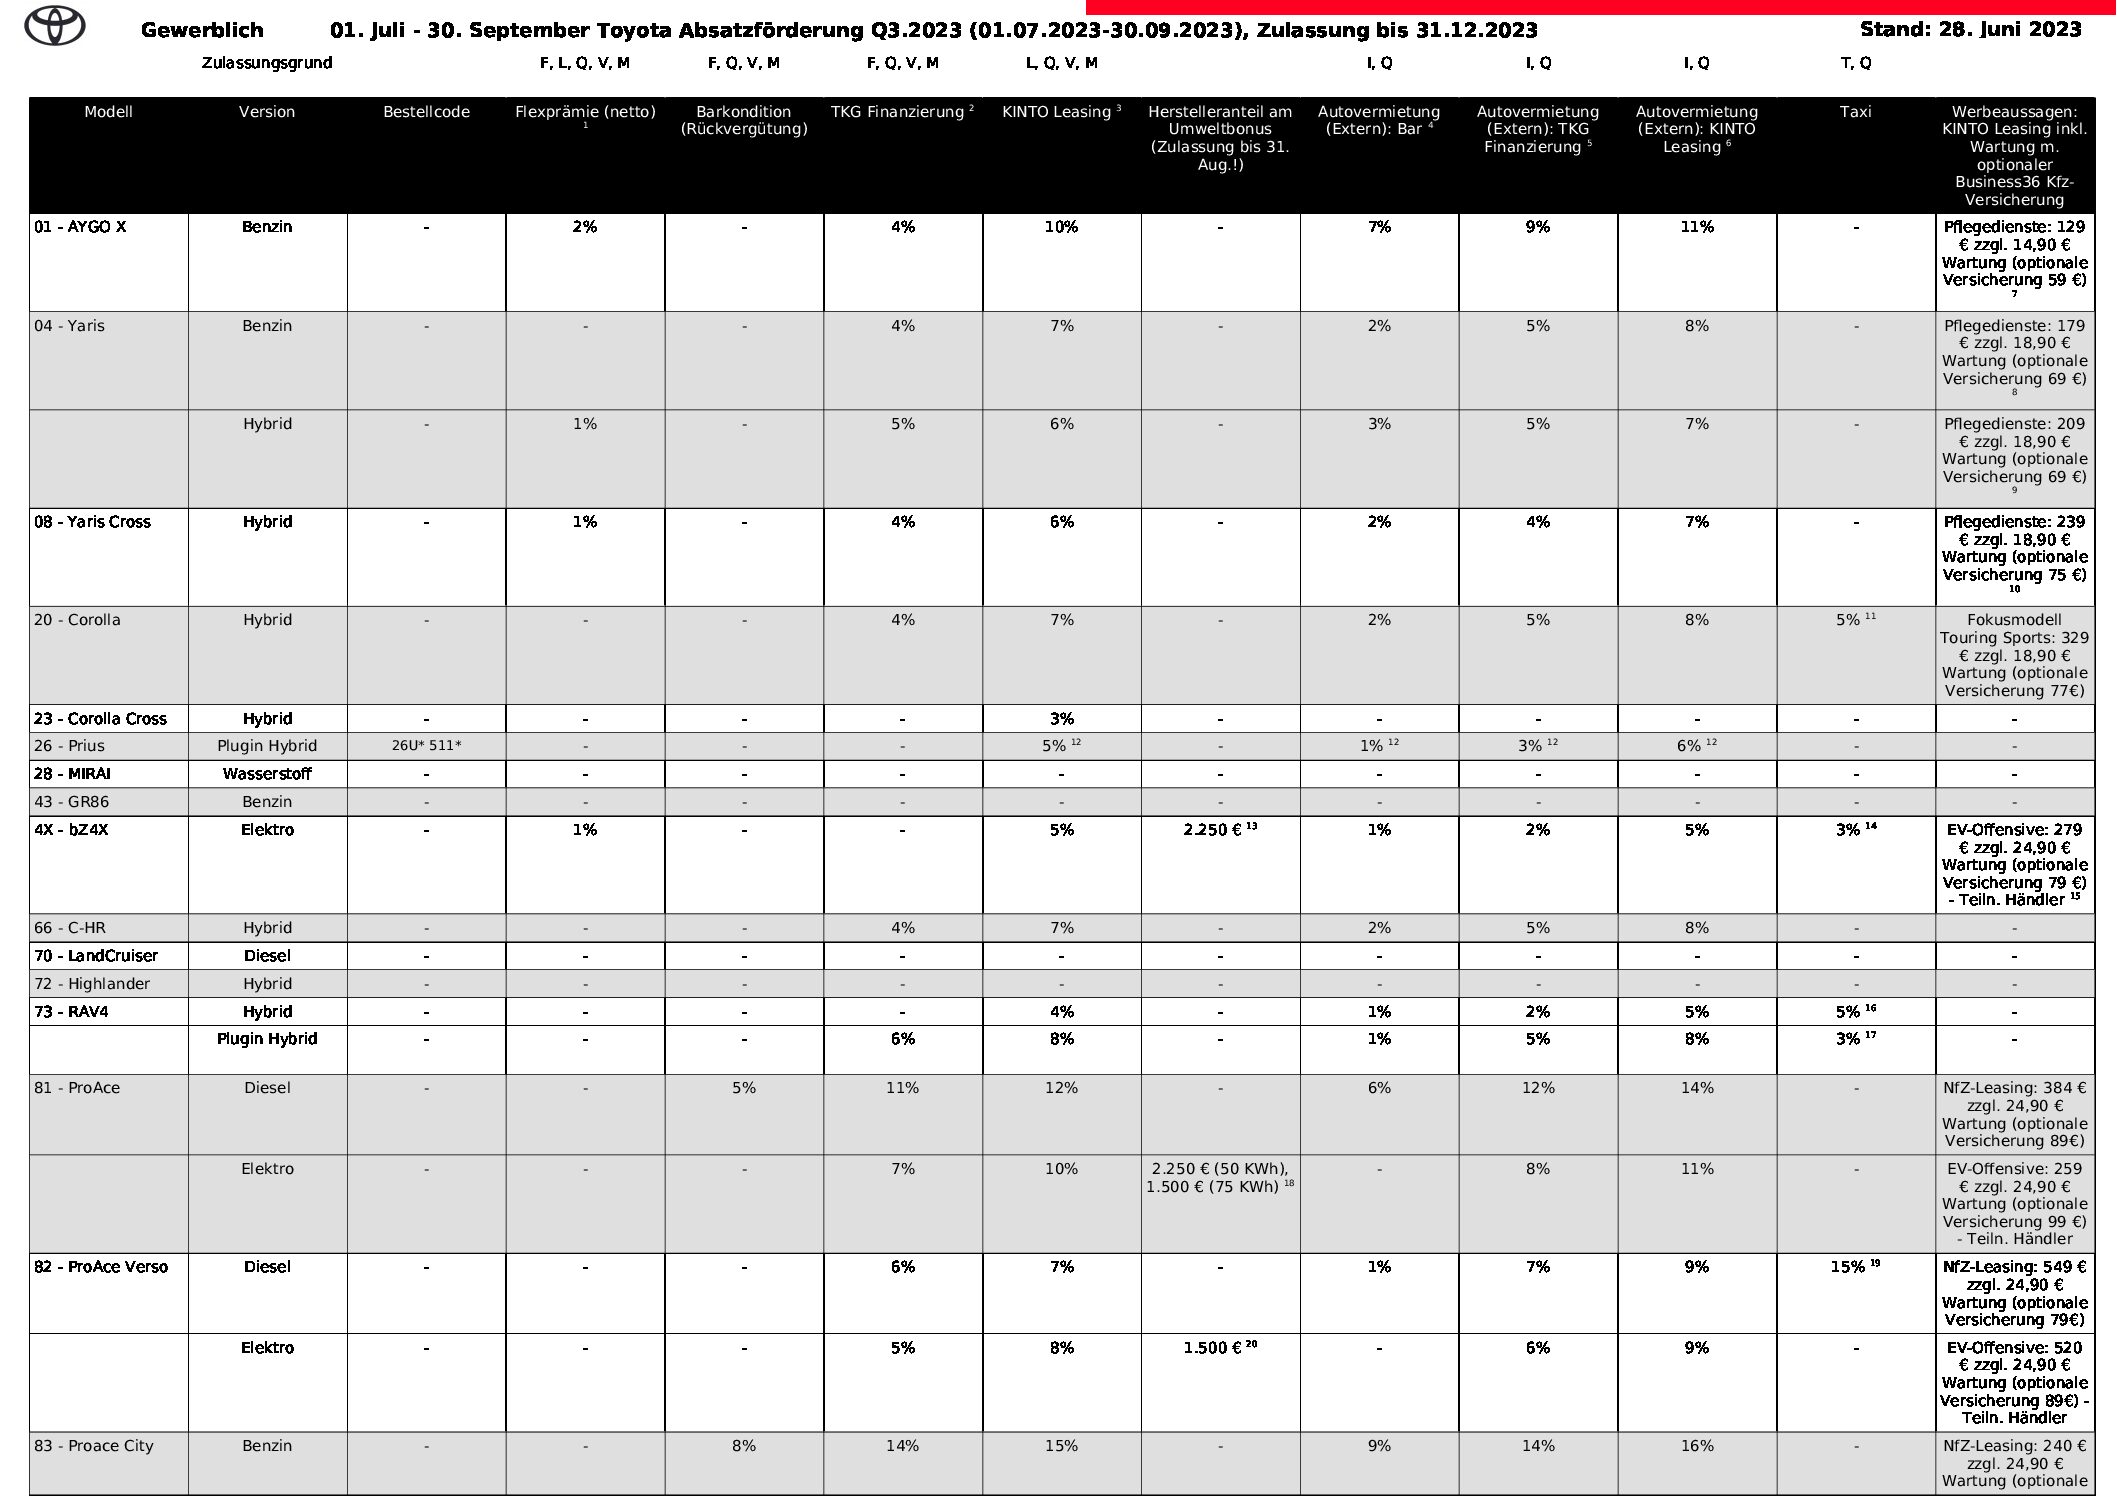 Gewerblich 01. Juli - 30. September Toyota Absatzförderung Q3.2023 (01.07.2023-30.09.2023), Zulassung bis 31.12.2023 Stand: 28. Juni 2023
Zulassungsgrund F, L, Q, V, M F, Q, V, M F, Q, V, M L, Q, V, M I, Q I, Q I, Q T, Q
Modell Version Bestellcode Flexprämie (netto) 1 Barkondition (Rückvergütung) TKG Finanzierung 2 KINTO Leasing 3 Herstelleranteil am Umweltbonus (Zulassung bis 31. Aug.!) Autovermietung (Extern): Bar 4 Autovermietung (Extern): TKG Finanzierung 5 Autovermietung (Extern): KINTO Leasing 6 Taxi Werbeaussagen: KINTO Leasing inkl. Wartung m. optionaler Business36 Kfz-Versicherung
01 - AYGO X Benzin - 2% - 4% 10% - 7% 9% 11% - Pflegedienste: 129 € zzgl. 14,90 € Wartung (optionale Versicherung 59 €) 7
04 - Yaris Benzin - - - 4% 7% - 2% 5% 8% - Pflegedienste: 179 € zzgl. 18,90 € Wartung (optionale Versicherung 69 €) 8
Hybrid - 1% - 5% 6% - 3% 5% 7% - Pflegedienste: 209 € zzgl. 18,90 € Wartung (optionale Versicherung 69 €) 9
08 - Yaris Cross Hybrid - 1% - 4% 6% - 2% 4% 7% - Pflegedienste: 239 € zzgl. 18,90 € Wartung (optionale Versicherung 75 €) 10
20 - Corolla Hybrid - - - 4% 7% - 2% 5% 8% 5% 11 Fokusmodell Touring Sports: 329 € zzgl. 18,90 € Wartung (optionale Versicherung 77€)
23 - Corolla Cross Hybrid - - - - 3% - - - - - -
26 - Prius Plugin Hybrid 26U* 511* - - - 5% 12 - 1% 12 3% 12 6% 12 - -
28 - MIRAI Wasserstoff - - - - - - - - - - -
43 - GR86 Benzin - - - - - - - - - - -
4X - bZ4X Elektro - 1% - - 5% 2.250 € 13 1% 2% 5% 3% 14 EV-Offensive: 279 € zzgl. 24,90 € Wartung (optionale Versicherung 79 €) - Teiln. Händler 15
66 - C-HR Hybrid - - - 4% 7% - 2% 5% 8% - -
70 - LandCruiser Diesel - - - - - - - - - - -
72 - Highlander Hybrid - - - - - - - - - - -
73 - RAV4 Hybrid - - - - 4% - 1% 2% 5% 5% 16 -
Plugin Hybrid - - - 6% 8% - 1% 5% 8% 3% 17 -
81 - ProAce Diesel - - 5% 11% 12% - 6% 12% 14% - NfZ-Leasing: 384 € zzgl. 24,90 € Wartung (optionale Versicherung 89€)
Elektro - - - 7% 10% 2.250 € (50 KWh), 1.500 € (75 KWh) 18 - 8% 11% - EV-Offensive: 259 € zzgl. 24,90 € Wartung (optionale Versicherung 99 €) - Teiln. Händler
82 - ProAce Verso Diesel - - - 6% 7% - 1% 7% 9% 15% 19 NfZ-Leasing: 549 € zzgl. 24,90 € Wartung (optionale Versicherung 79€)
Elektro - - - 5% 8% 1.500 € 20 - 6% 9% - EV-Offensive: 520 € zzgl. 24,90 € Wartung (optionale Versicherung 89€) - Teiln. Händler
83 - Proace City Benzin - - 8% 14% 15% - 9% 14% 16% - NfZ-Leasing: 240 € zzgl. 24,90 € Wartung (optionale